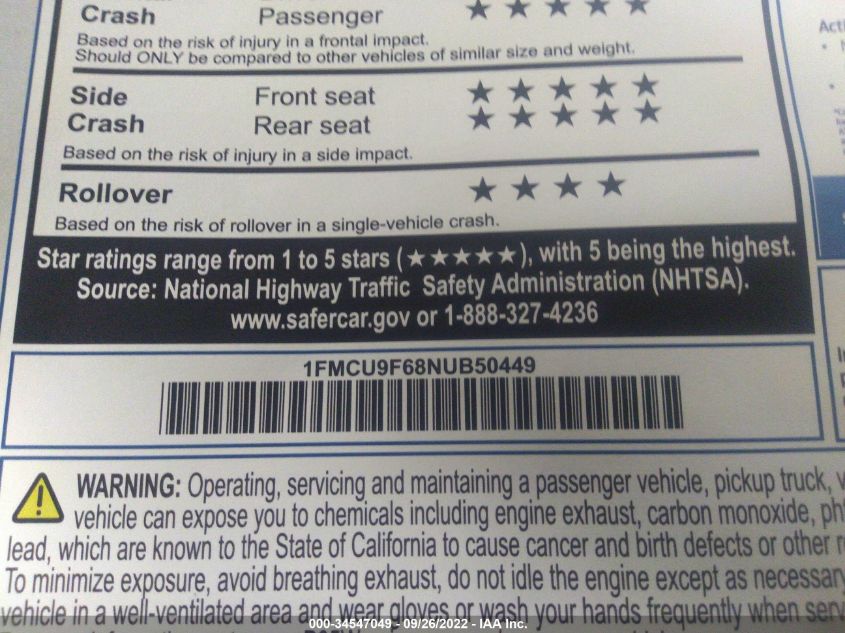 Crash Passenger ★ ★ ★ ★ ★
Based on the risk of injury in a frontal impact.
Should ONLY be compared to other vehicles of similar size and weight.
Side Front seat ★ ★ ★ ★ ★
Crash Rear seat ★ ★ ★ ★ ★
Based on the risk of injury in a side impact.
Rollover ★ ★ ★ ★
Based on the risk of rollover in a single-vehicle crash.
Star ratings range from 1 to 5 stars (★★★★★), with 5 being the highest.
Source: National Highway Traffic Safety Administration (NHTSA).
www.safercar.gov or 1-888-327-4236
1FMCU9F68NUB50449
WARNING: Operating, servicing and maintaining a passenger vehicle, pickup truck, v
vehicle can expose you to chemicals including engine exhaust, carbon monoxide, ph
lead, which are known to the State of California to cause cancer and birth defects or other r
To minimize exposure, avoid breathing exhaust, do not idle the engine except as necessar
vehicle in a well-ventilated area and wear gloves or wash your hands frequently when serv
000-34547049 - 09/26/2022 - IAA Inc.